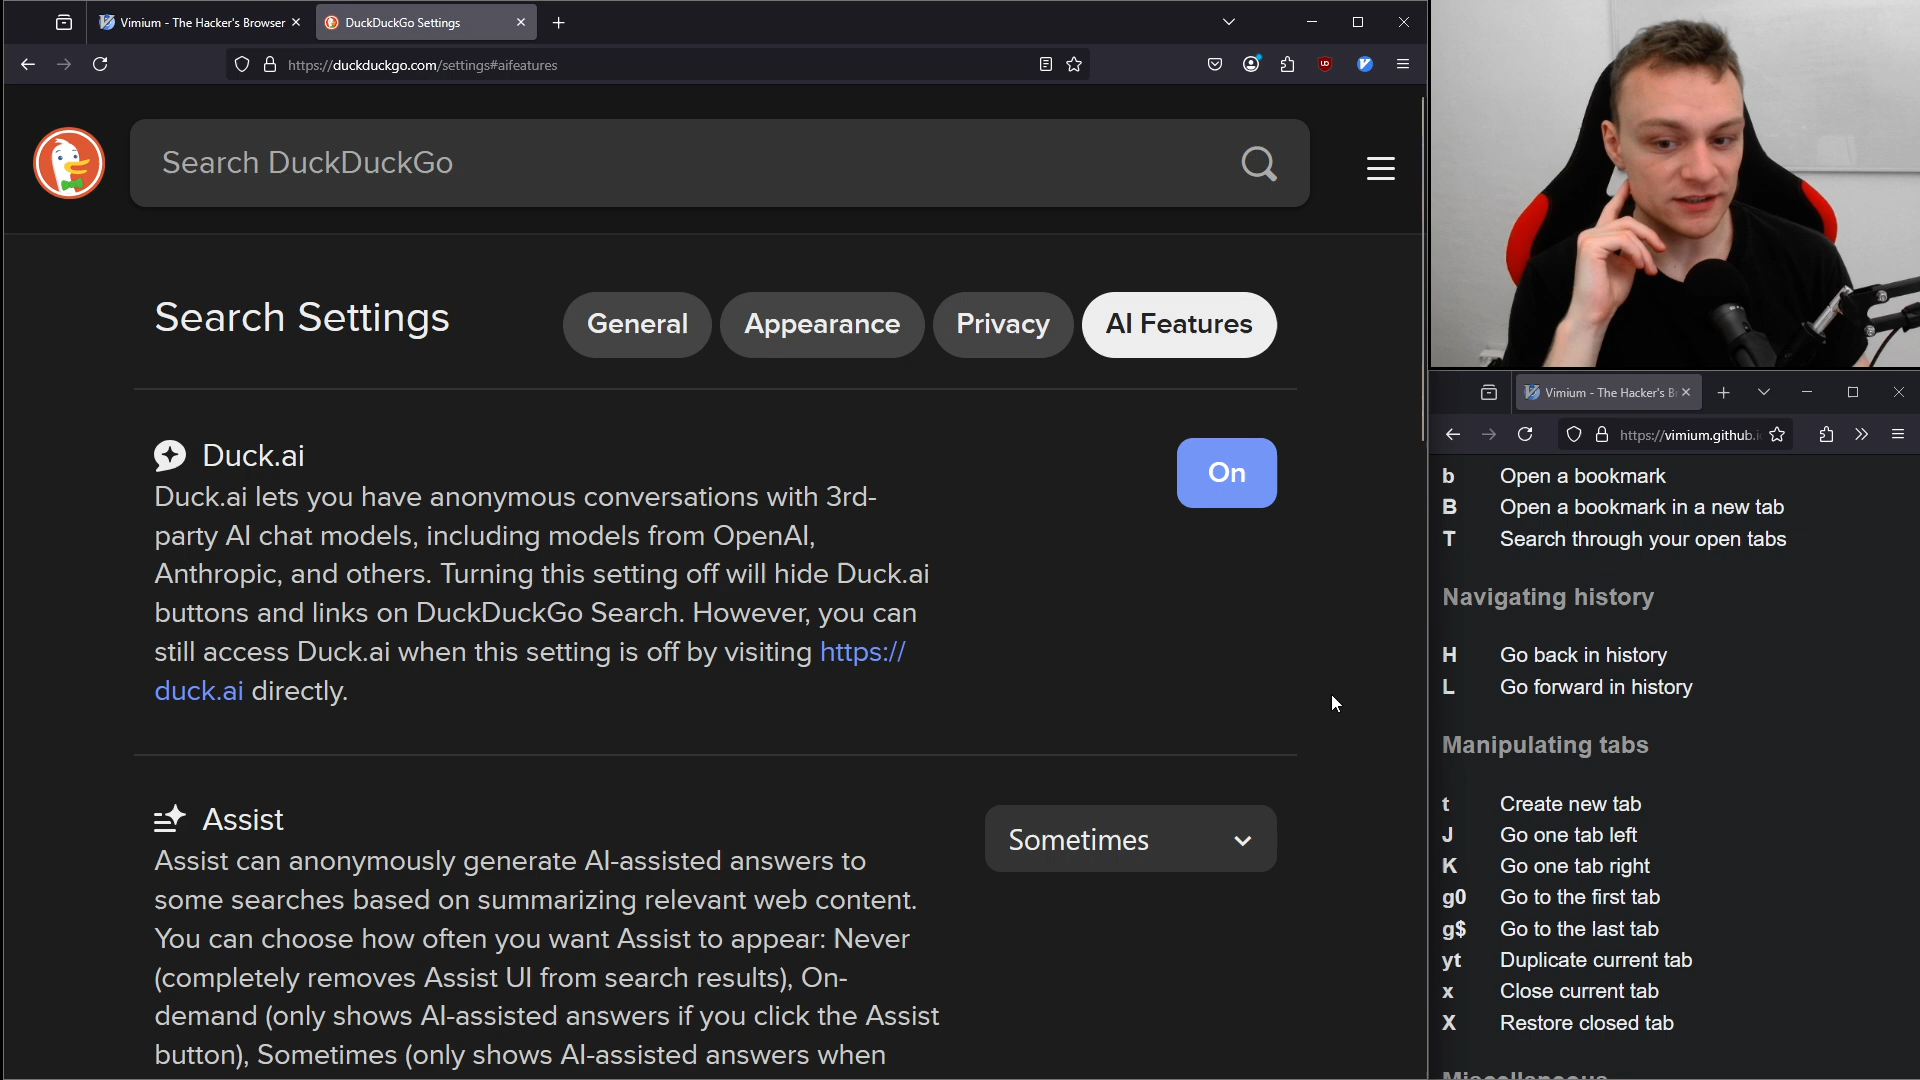 Vimium - The Hacker's Browser
DuckDuckGo Settings
https://duckduckgo.com/settings#aifeatures
Search DuckDuckGo
Search Settings
General
Appearance
Privacy
AI Features
Duck.ai
On
Duck.ai lets you have anonymous conversations with 3rd-
party AI chat models, including models from OpenAI,
Anthropic, and others. Turning this setting off will hide Duck.ai
buttons and links on DuckDuckGo Search. However, you can
still access Duck.ai when this setting is off by visiting https://
duck.ai directly.
Assist
Sometimes
Assist can anonymously generate AI-assisted answers to
some searches based on summarizing relevant web content.
You can choose how often you want Assist to appear: Never
(completely removes Assist UI from search results), On-
demand (only shows AI-assisted answers if you click the Assist
button), Sometimes (only shows AI-assisted answers when
Vimium - The Hacker's Br
https://vimium.github.i
b Open a bookmark
B Open a bookmark in a new tab
T Search through your open tabs
Navigating history
H Go back in history
L Go forward in history
Manipulating tabs
t Create new tab
J Go one tab left
K Go one tab right
g0 Go to the first tab
g$ Go to the last tab
yt Duplicate current tab
x Close current tab
X Restore closed tab